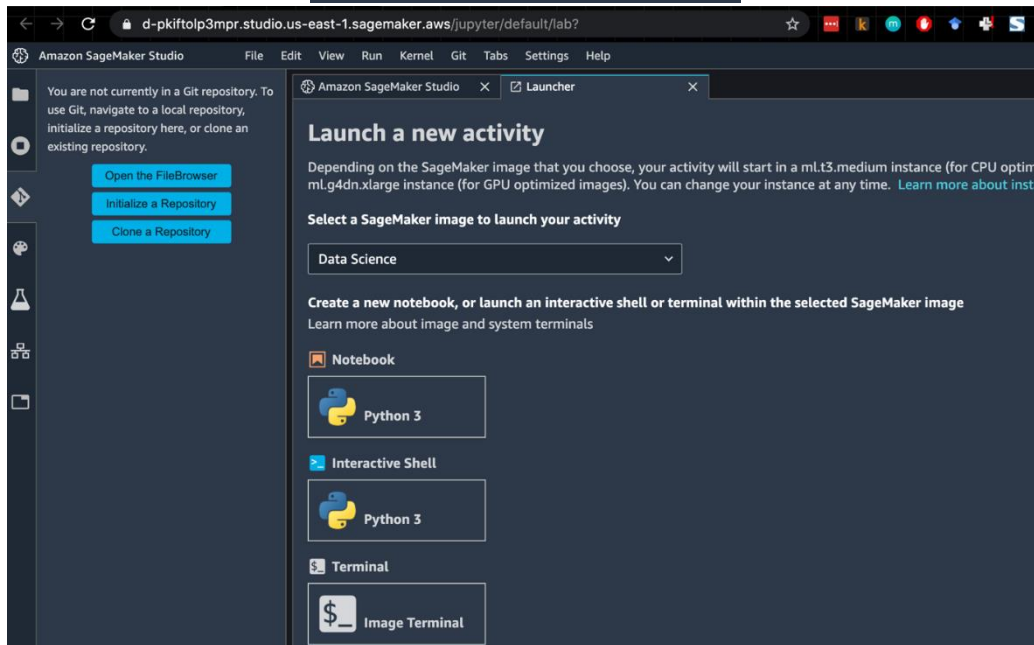 d-pkiftolp3mpr.studio.us-east-1.sagemaker.aws/jupyter/default/lab?
Amazon SageMaker Studio File Edit View Run Kernel Git Tabs Settings Help
You are not currently in a Git repository. To
use Git, navigate to a local repository,
initialize a repository here, or clone an
existing repository.
Open the FileBrowser
Initialize a Repository
Clone a Repository
Amazon SageMaker Studio Launcher
Launch a new activity
Depending on the SageMaker image that you choose, your activity will start in a ml.t3.medium instance (for CPU optim
ml.g4dn.xlarge instance (for GPU optimized images). You can change your instance at any time. Learn more about inst
Select a SageMaker image to launch your activity
Data Science
Create a new notebook, or launch an interactive shell or terminal within the selected SageMaker image
Learn more about image and system terminals
Notebook
Python 3
Interactive Shell
Python 3
$_ Terminal
$_ Image Terminal